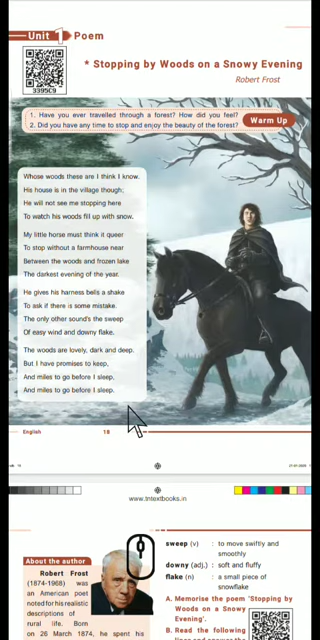 Unit 1 Poem
3395C9
* Stopping by Woods on a Snowy Evening
Robert Frost
1. Have you ever travelled through a forest? How did you feel?
2. Did you have any time to stop and enjoy the beauty of the forest?
Warm Up
Whose woods these are I think I know.
His house is in the village though;
He will not see me stopping here
To watch his woods fill up with snow.
My little horse must think it queer
To stop without a farmhouse near
Between the woods and frozen lake
The darkest evening of the year.
He gives his harness bells a shake
To ask if there is some mistake.
The only other sound's the sweep
Of easy wind and downy flake.
The woods are lovely, dark and deep.
But I have promises to keep,
And miles to go before I sleep,
And miles to go before I sleep.
English
18
www.tntextbooks.in
About the author
Robert Frost
(1874-1968) was
an American poet
noted for his realistic
descriptions of
rural life. Born
on 26 March 1874, he spent his
sweep (v) : to move swiftly and
smoothly
downy (adj.) : soft and fluffy
flake (n) : a small piece of
snowflake
A. Memorise the poem 'Stopping by
Woods on a Snowy
Evening'.
B. Read the following